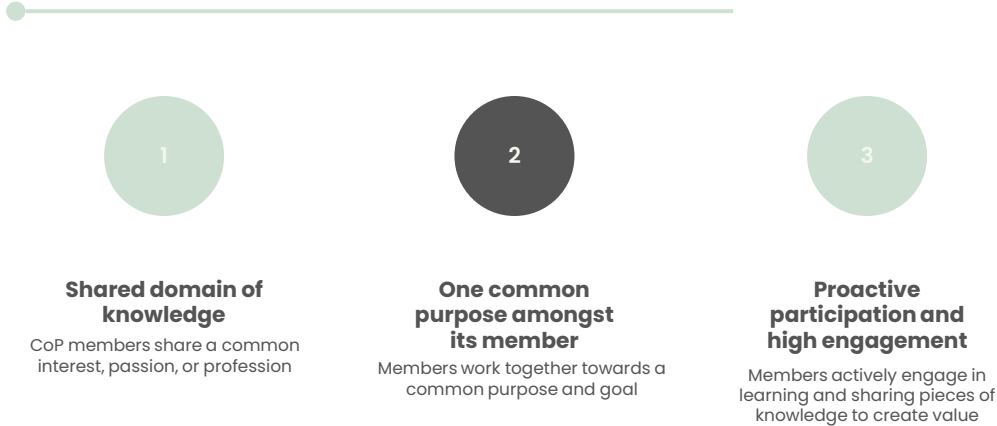 1
Shared domain of
knowledge
CoP members share a common
interest, passion, or profession
2
One common
purpose amongst
its member
Members work together towards a
common purpose and goal
3
Proactive
participation and
high engagement
Members actively engage in
learning and sharing pieces of
knowledge to create value